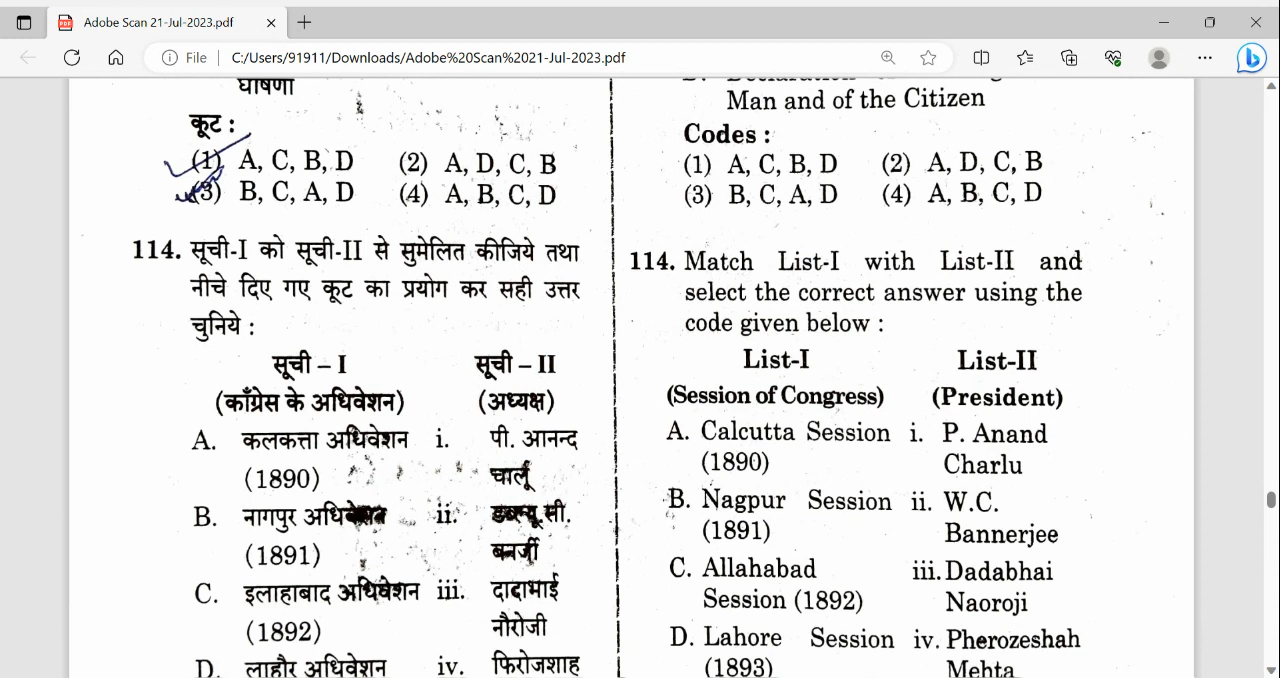 Adobe Scan 21-Jul-2023.pdf
File C:/Users/91911/Downloads/Adobe%20Scan%2021-Jul-2023.pdf
घोषणा
कूट :
(1) A, C, B, D (2) A, D, C, B
(3) B, C, A, D (4) A, B, C, D
114. सूची-I को सूची-II से सुमेलित कीजिये तथा
नीचे दिए गए कूट का प्रयोग कर सही उत्तर
चुनिये :
सूची – I सूची – II
(काँग्रेस के अधिवेशन) (अध्यक्ष)
A. कलकत्ता अधिवेशन i. पी. आनन्द
(1890) चार्लू
B. नागपुर अधिवेशन ii. डब्ल्यू. सी.
(1891) बनर्जी
C. इलाहाबाद अधिवेशन iii. दादाभाई
(1892) नौरोजी
D. लाहौर अधिवेशन iv. फिरोजशाह
Man and of the Citizen
Codes :
(1) A, C, B, D (2) A, D, C, B
(3) B, C, A, D (4) A, B, C, D
114. Match List-I with List-II and
select the correct answer using the
code given below :
List-I List-II
(Session of Congress) (President)
A. Calcutta Session i. P. Anand
(1890) Charlu
B. Nagpur Session ii. W.C.
(1891) Bannerjee
C. Allahabad iii. Dadabhai
Session (1892) Naoroji
D. Lahore Session iv. Pherozeshah
(1893) Mehta